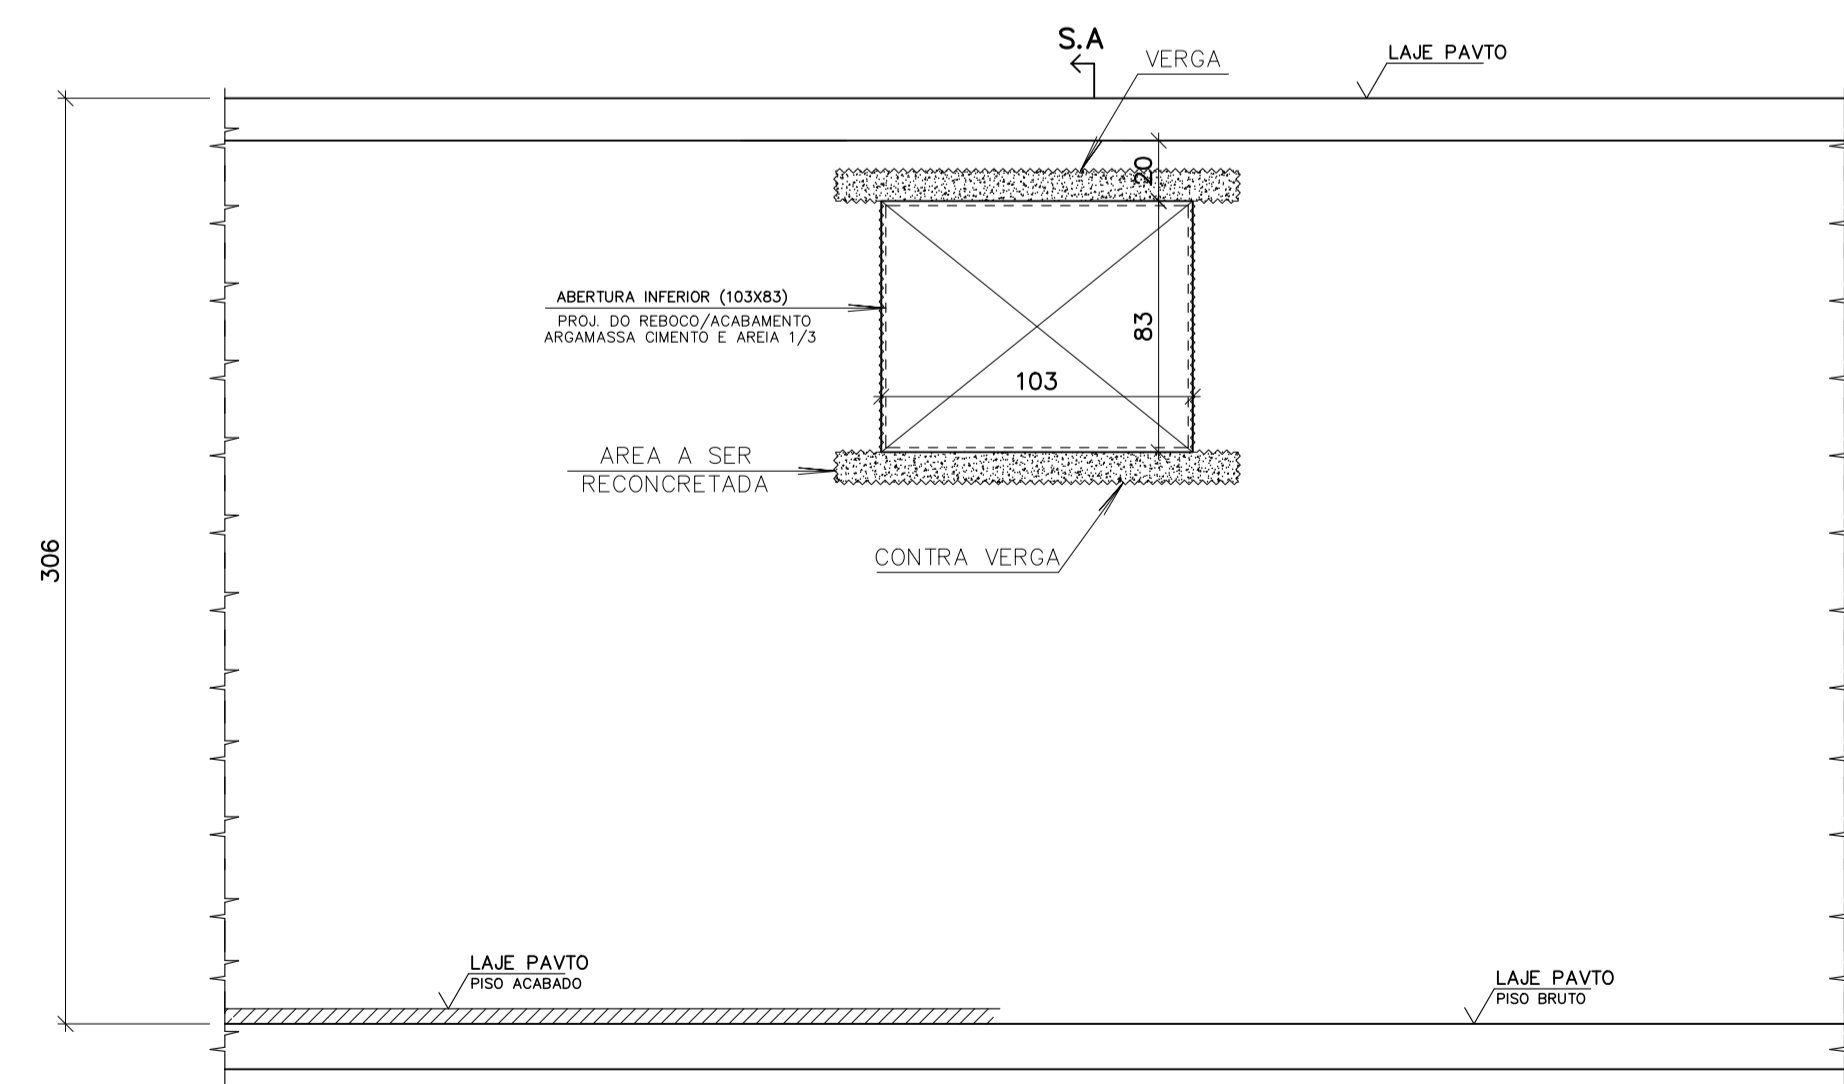 S.A
VERGA
LAJE PAVTO
20
ABERTURA INFERIOR (103X83)
PROJ. DO REBOCO/ACABAMENTO
ARGAMASSA CIMENTO E AREIA 1/3
83
103
AREA A SER
RECONCRETADA
CONTRA VERGA
306
LAJE PAVTO
PISO ACABADO
LAJE PAVTO
PISO BRUTO